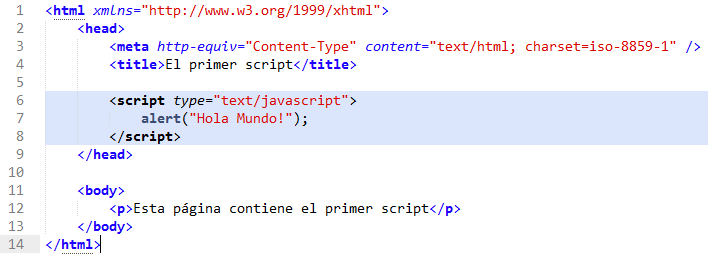 1 <html xmlns="http://www.w3.org/1999/xhtml">
2 <head>
3 <meta http-equiv="Content-Type" content="text/html; charset=iso-8859-1" />
4 <title>El primer script</title>
5
6 <script type="text/javascript">
7 alert("Hola Mundo!");
8 </script>
9 </head>
10
11 <body>
12 <p>Esta página contiene el primer script</p>
13 </body>
14 </html>